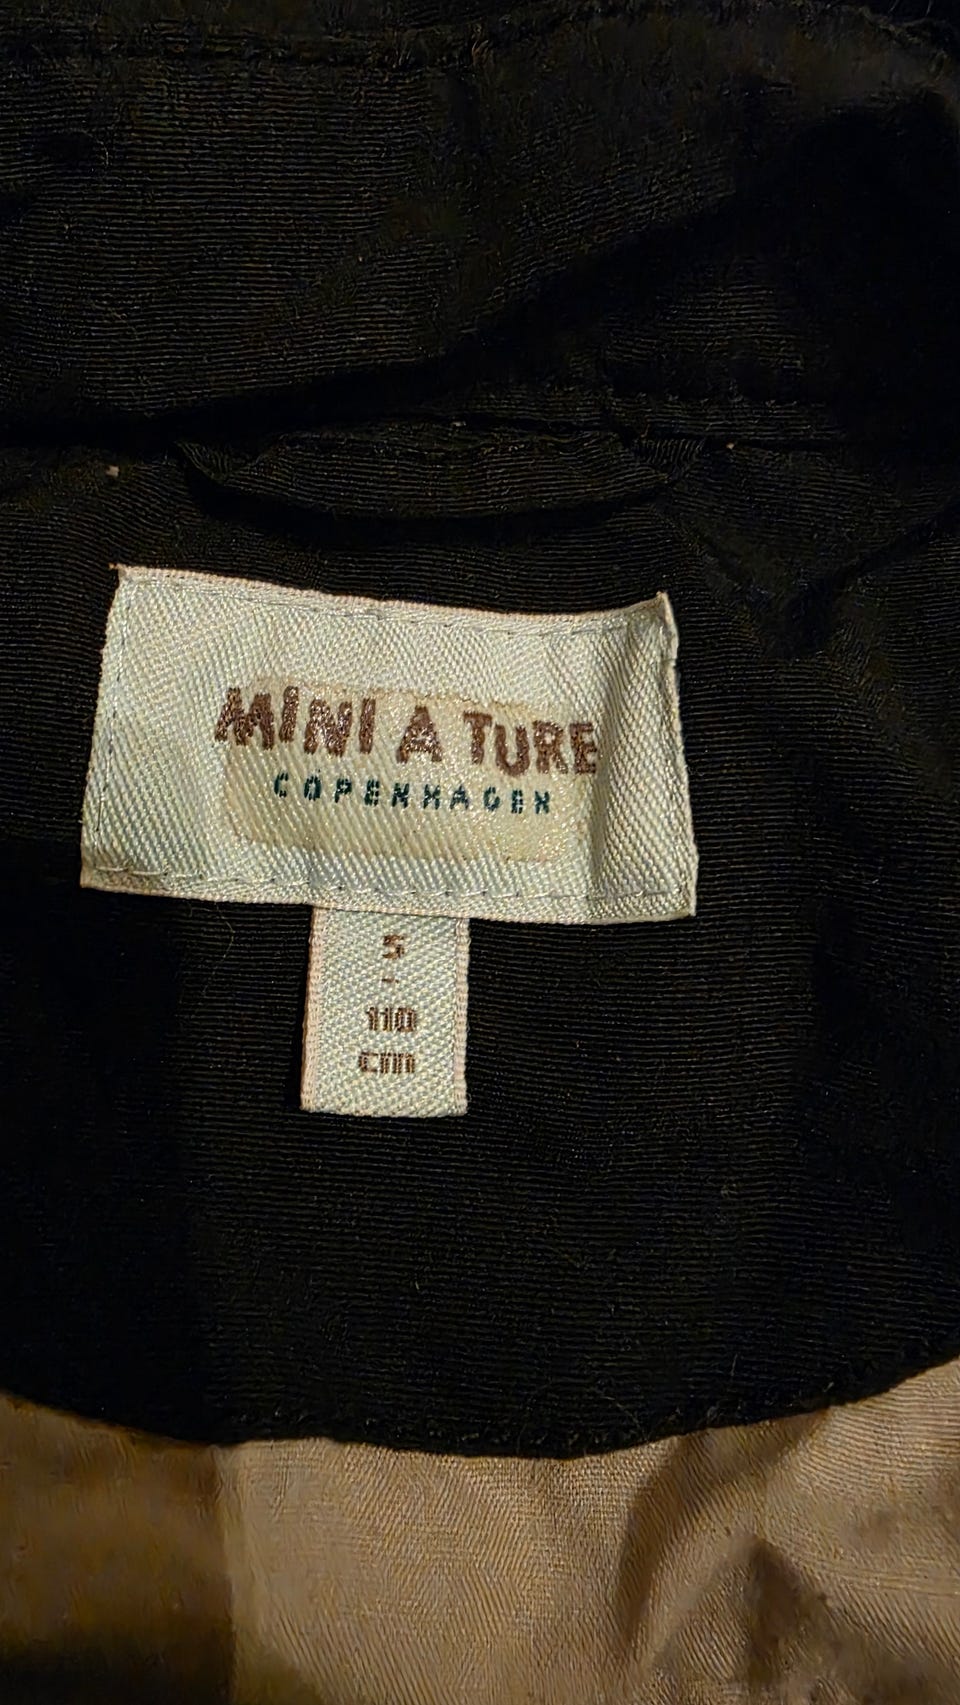 MINI A TURE
COPENHAGEN
5
-
110
cm